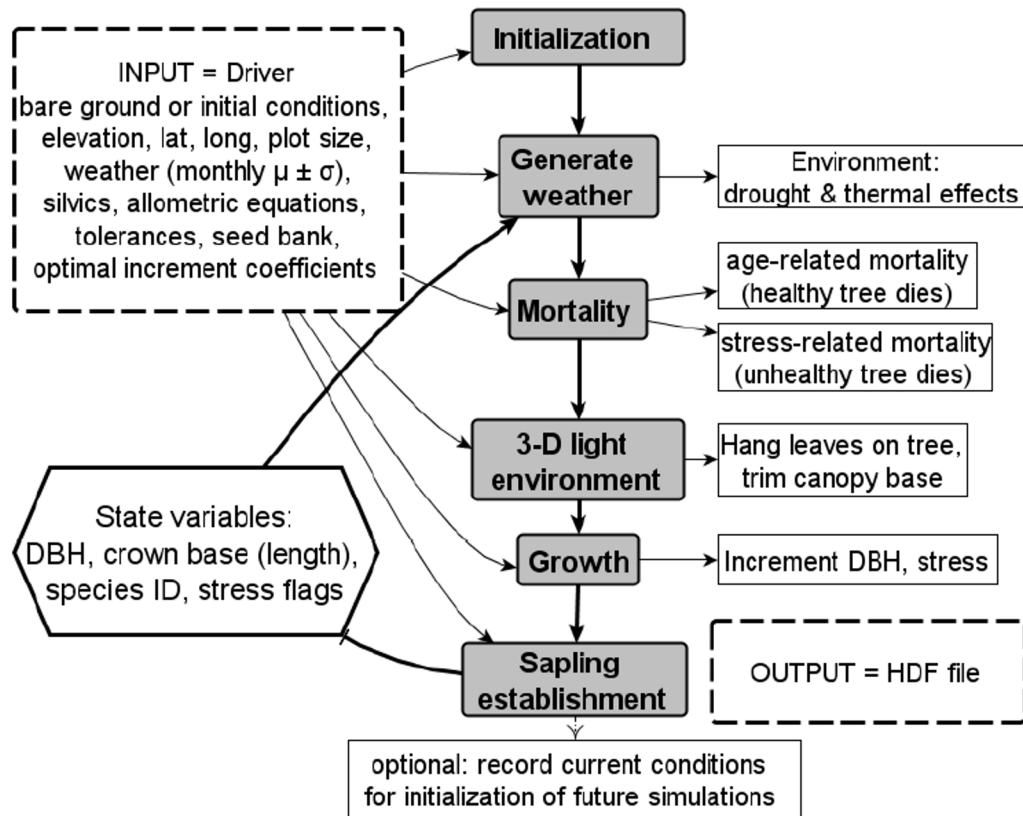 Initialization
INPUT = Driver
bare ground or initial conditions,
elevation, lat, long, plot size,
weather (monthly μ ± σ),
silvics, allometric equations,
tolerances, seed bank,
optimal increment coefficients
Generate
weather
Environment:
drought & thermal effects
Mortality
age-related mortality
(healthy tree dies)
stress-related mortality
(unhealthy tree dies)
3-D light
environment
Hang leaves on tree,
trim canopy base
State variables:
DBH, crown base (length),
species ID, stress flags
Growth
Increment DBH, stress
Sapling
establishment
OUTPUT = HDF file
optional: record current conditions
for initialization of future simulations